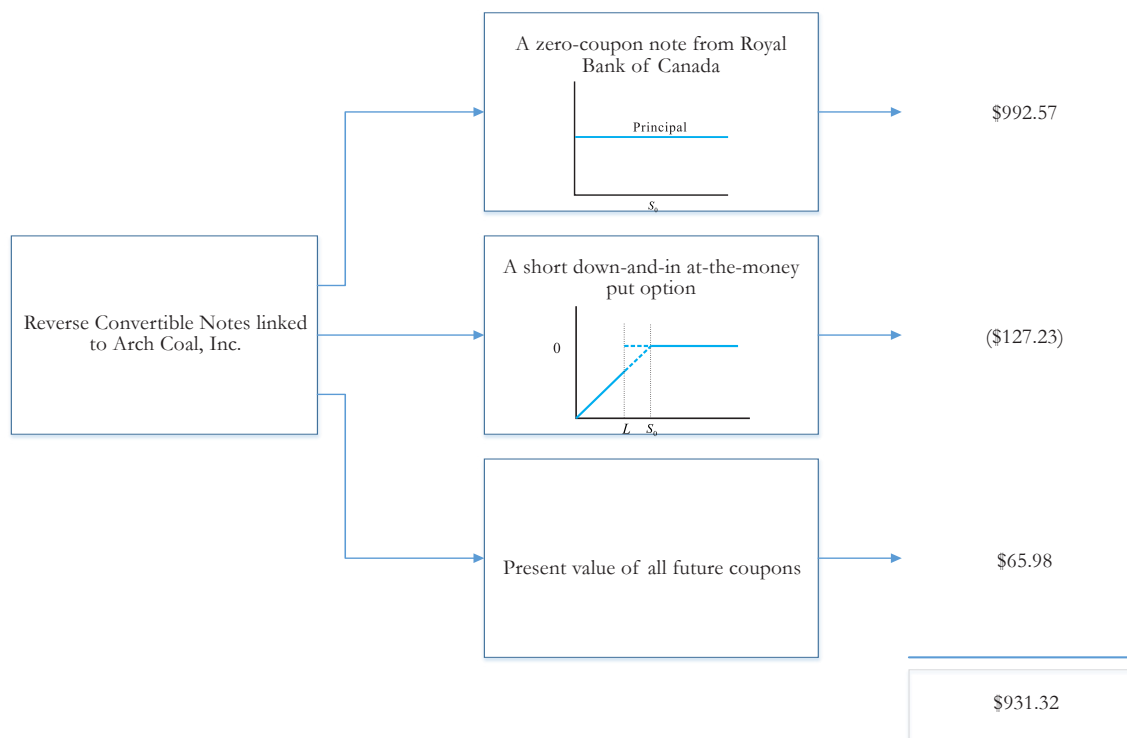 A zero-coupon note from Royal
Bank of Canada
Principal
S₀
$992.57
Reverse Convertible Notes linked
to Arch Coal, Inc.
A short down-and-in at-the-money
put option
0
L S₀
($127.23)
Present value of all future coupons
$65.98
$931.32